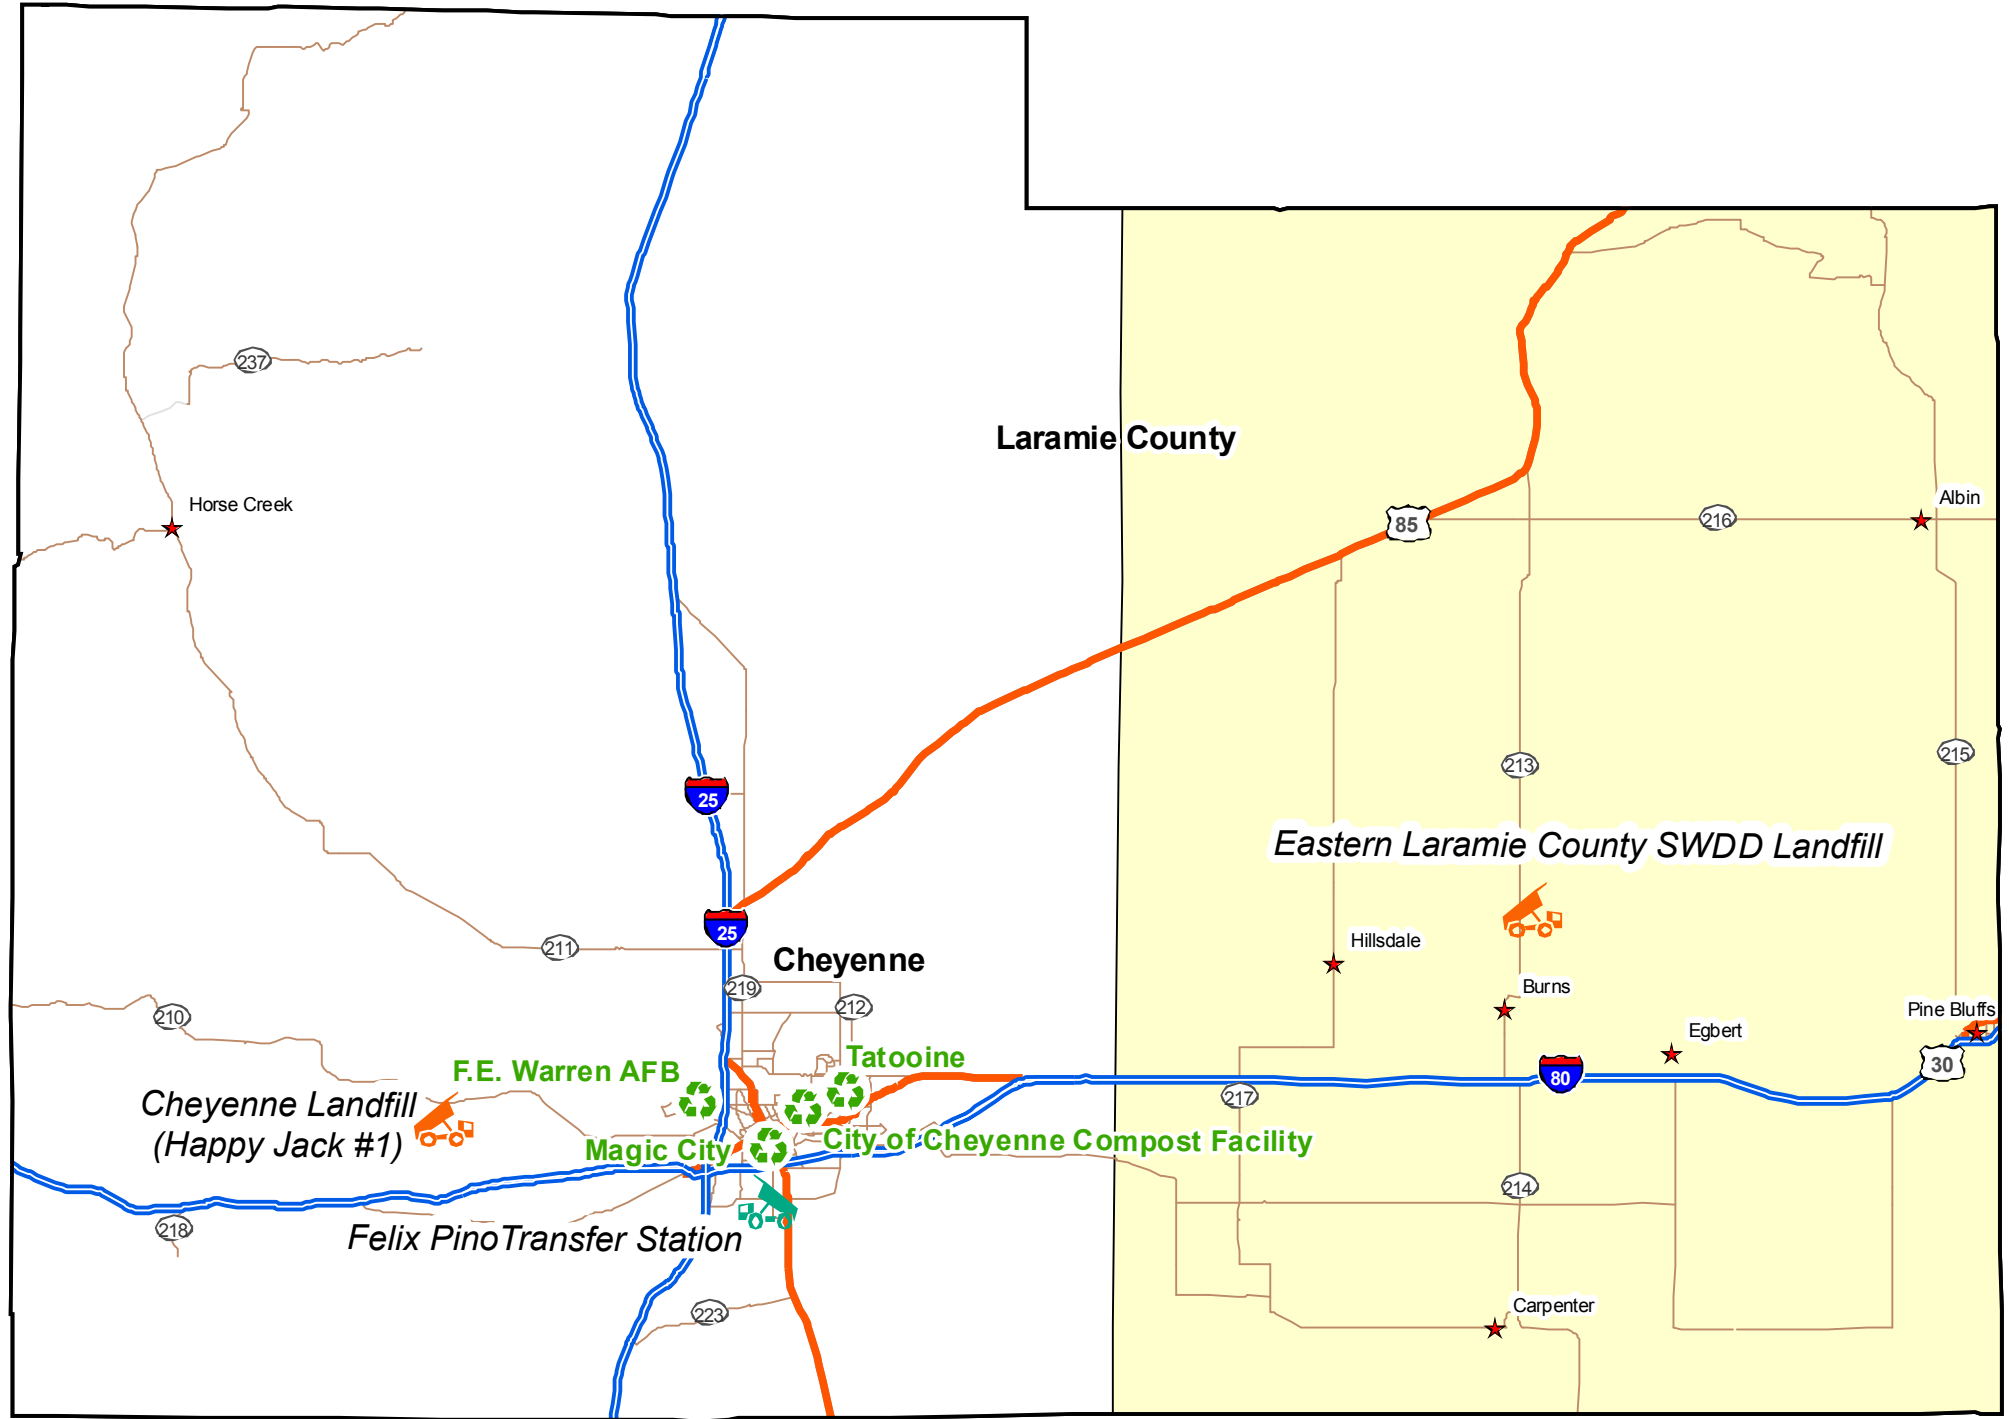 237
Laramie County
Horse Creek
85
216
Albin
213
215
25
Eastern Laramie County SWDD Landfill
25
211
Cheyenne
Hillsdale
219
212
Burns
Pine Bluffs
210
Egbert
Tatooine
F.E. Warren AFB
80
30
Cheyenne Landfill
(Happy Jack #1)
217
Magic City
City of Cheyenne Compost Facility
214
218
Felix PinoTransfer Station
223
Carpenter